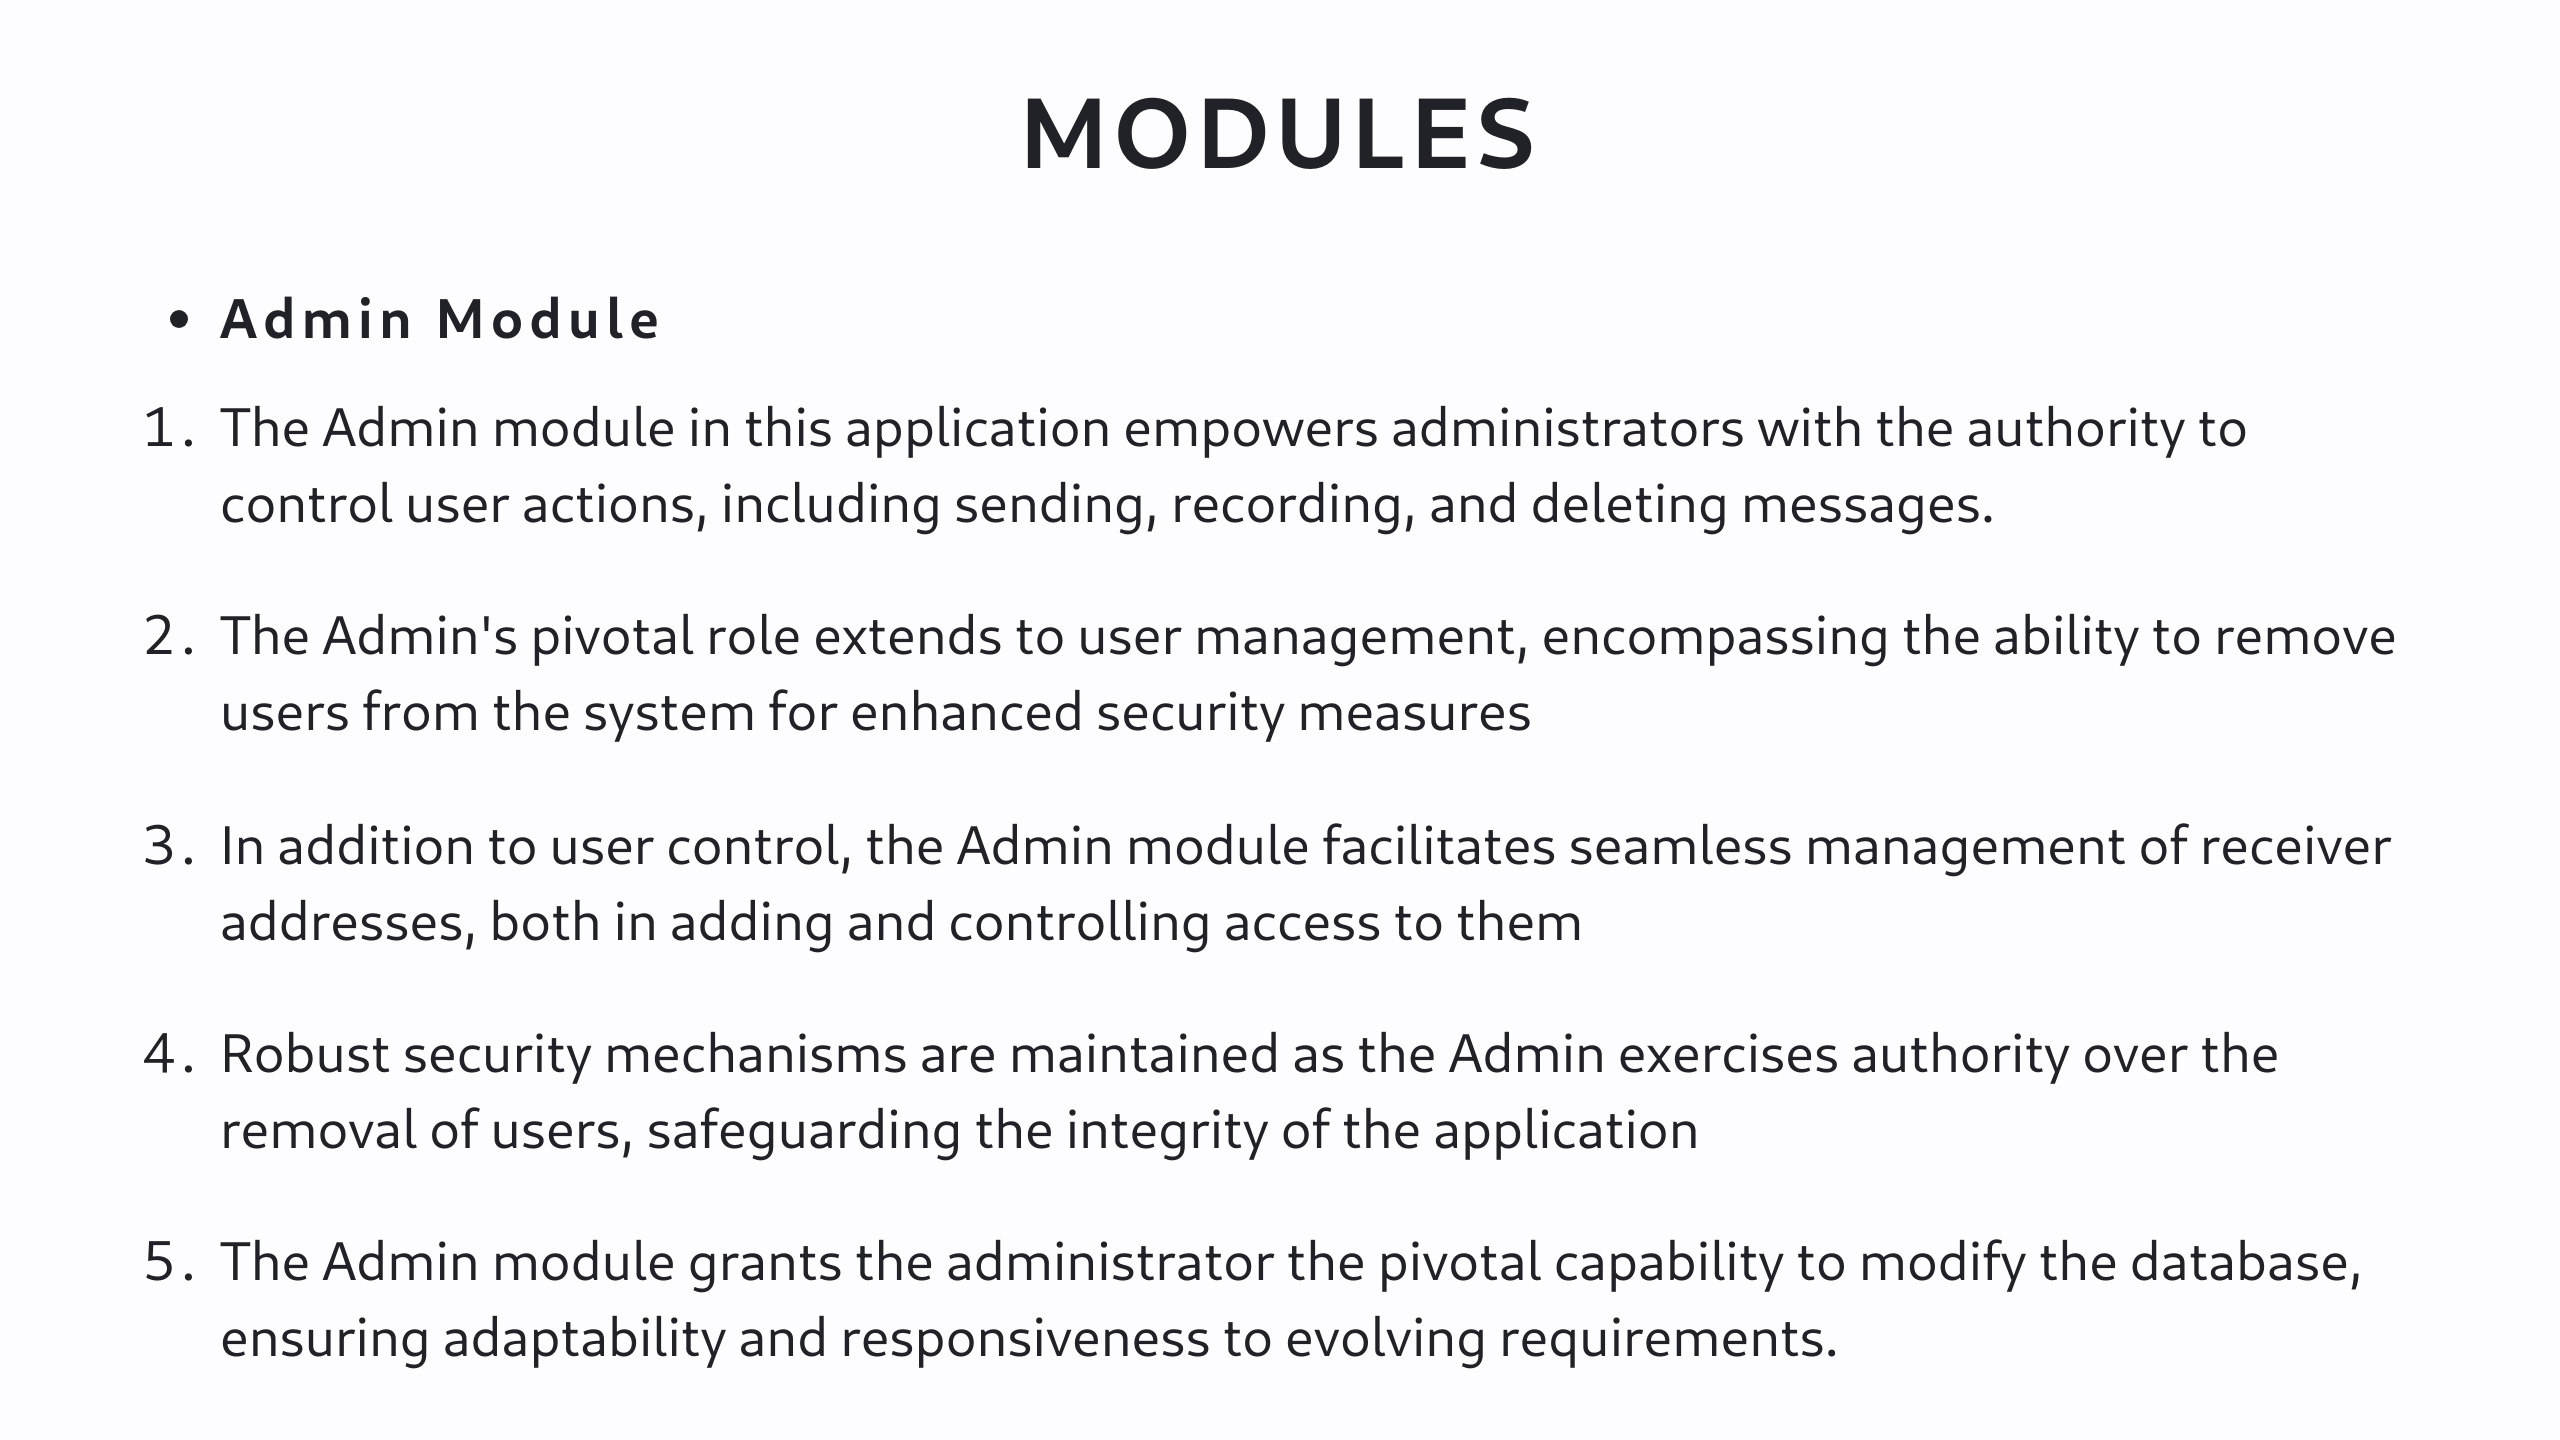 MODULES
• Admin Module
1. The Admin module in this application empowers administrators with the authority to
control user actions, including sending, recording, and deleting messages.
2. The Admin's pivotal role extends to user management, encompassing the ability to remove
users from the system for enhanced security measures
3. In addition to user control, the Admin module facilitates seamless management of receiver
addresses, both in adding and controlling access to them
4. Robust security mechanisms are maintained as the Admin exercises authority over the
removal of users, safeguarding the integrity of the application
5. The Admin module grants the administrator the pivotal capability to modify the database,
ensuring adaptability and responsiveness to evolving requirements.